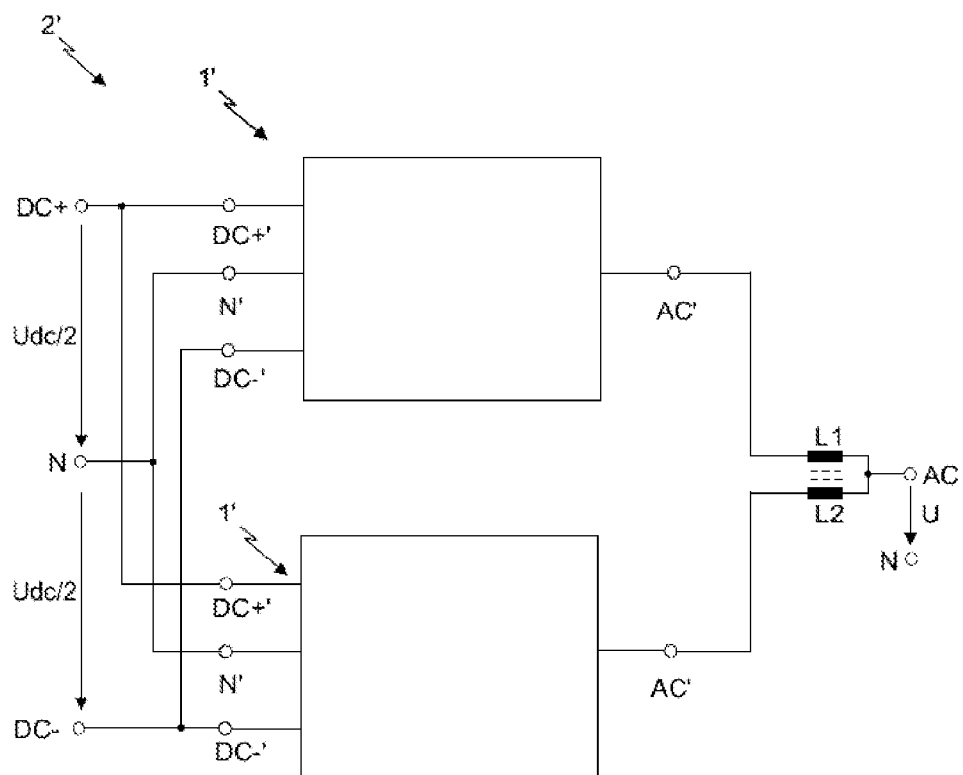 2'
1'
DC+
DC+'
N'
AC'
Udc/2
DC-'
L1
N
AC
L2
U
1'
N
Udc/2
DC+'
N'
AC'
DC-
DC-'